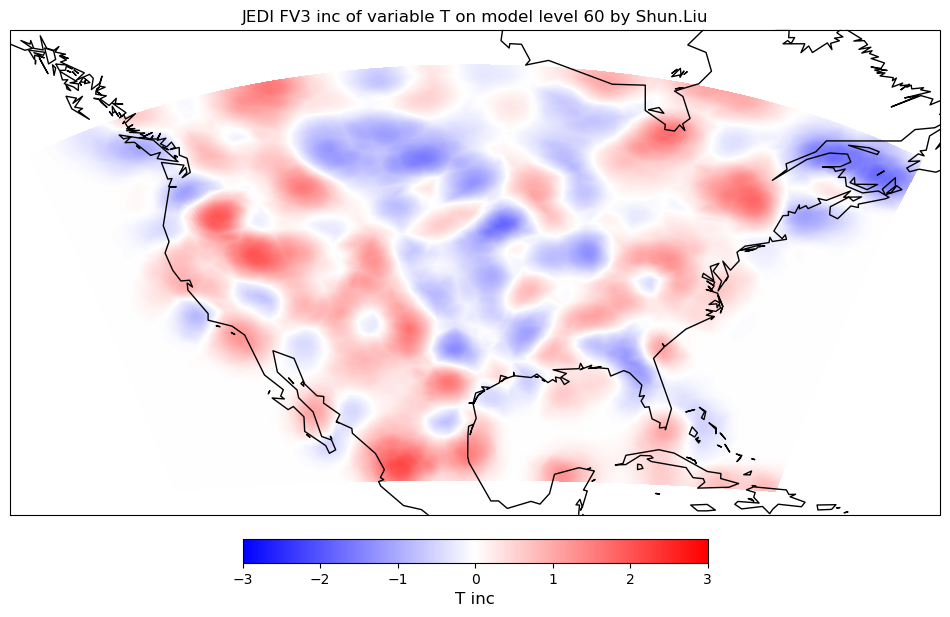 JEDI FV3 inc of variable T on model level 60 by Shun.Liu
−3 −2 −1 0 1 2 3
T inc